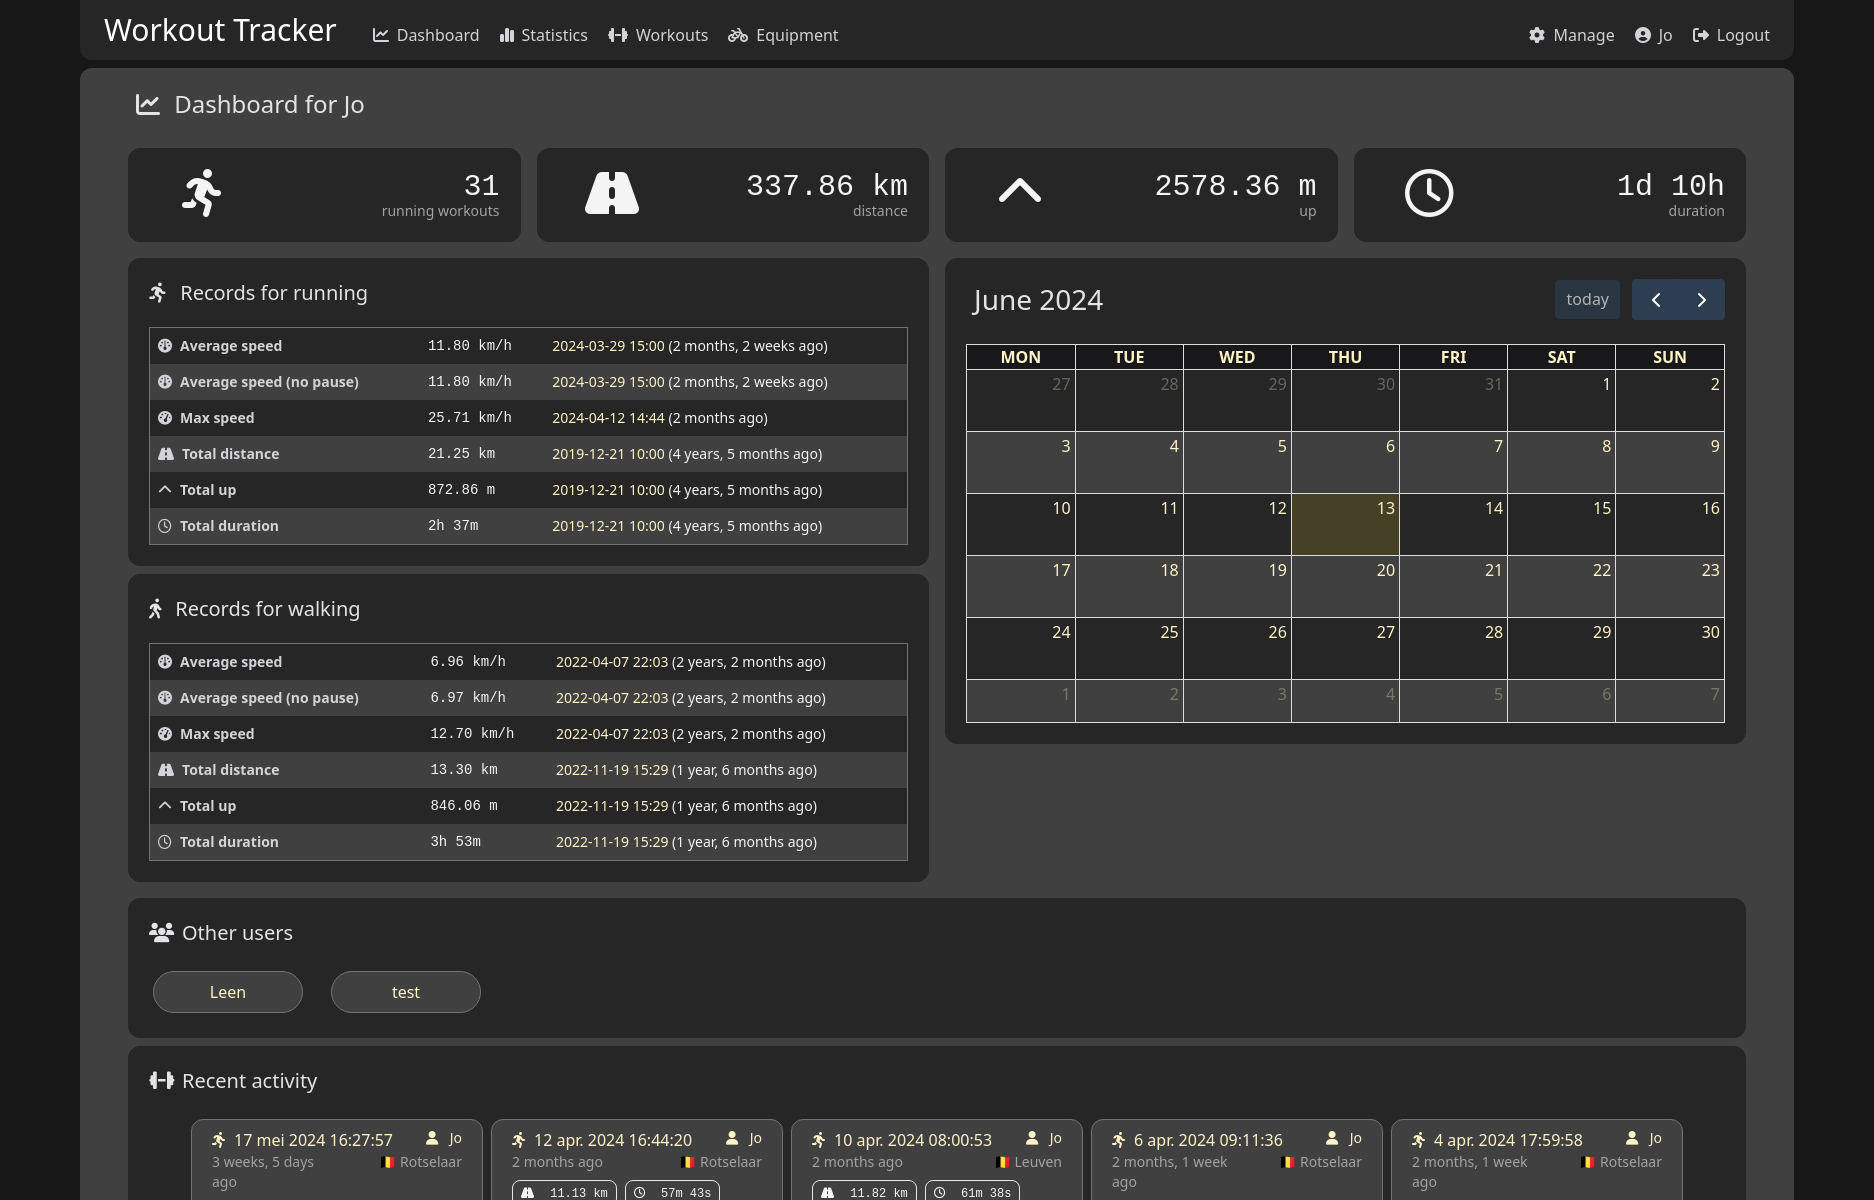 Workout Tracker Dashboard Statistics Workouts Equipment Manage Jo Logout
Dashboard for Jo
31
running workouts
337.86 km
distance
2578.36 m
up
1d 10h
duration
Records for running
Average speed 11.80 km/h 2024-03-29 15:00 (2 months, 2 weeks ago)
Average speed (no pause) 11.80 km/h 2024-03-29 15:00 (2 months, 2 weeks ago)
Max speed 25.71 km/h 2024-04-12 14:44 (2 months ago)
Total distance 21.25 km 2019-12-21 10:00 (4 years, 5 months ago)
Total up 872.86 m 2019-12-21 10:00 (4 years, 5 months ago)
Total duration 2h 37m 2019-12-21 10:00 (4 years, 5 months ago)
Records for walking
Average speed 6.96 km/h 2022-04-07 22:03 (2 years, 2 months ago)
Average speed (no pause) 6.97 km/h 2022-04-07 22:03 (2 years, 2 months ago)
Max speed 12.70 km/h 2022-04-07 22:03 (2 years, 2 months ago)
Total distance 13.30 km 2022-11-19 15:29 (1 year, 6 months ago)
Total up 846.06 m 2022-11-19 15:29 (1 year, 6 months ago)
Total duration 3h 53m 2022-11-19 15:29 (1 year, 6 months ago)
June 2024 today
MON TUE WED THU FRI SAT SUN
27 28 29 30 31 1 2
3 4 5 6 7 8 9
10 11 12 13 14 15 16
17 18 19 20 21 22 23
24 25 26 27 28 29 30
1 2 3 4 5 6 7
Other users
Leen test
Recent activity
17 mei 2024 16:27:57 Jo
3 weeks, 5 days Rotselaar
ago
12 apr. 2024 16:44:20 Jo
2 months ago Rotselaar
11.13 km 57m 43s
10 apr. 2024 08:00:53 Jo
2 months ago Leuven
11.82 km 61m 38s
6 apr. 2024 09:11:36 Jo
2 months, 1 week Rotselaar
ago
4 apr. 2024 17:59:58 Jo
2 months, 1 week Rotselaar
ago